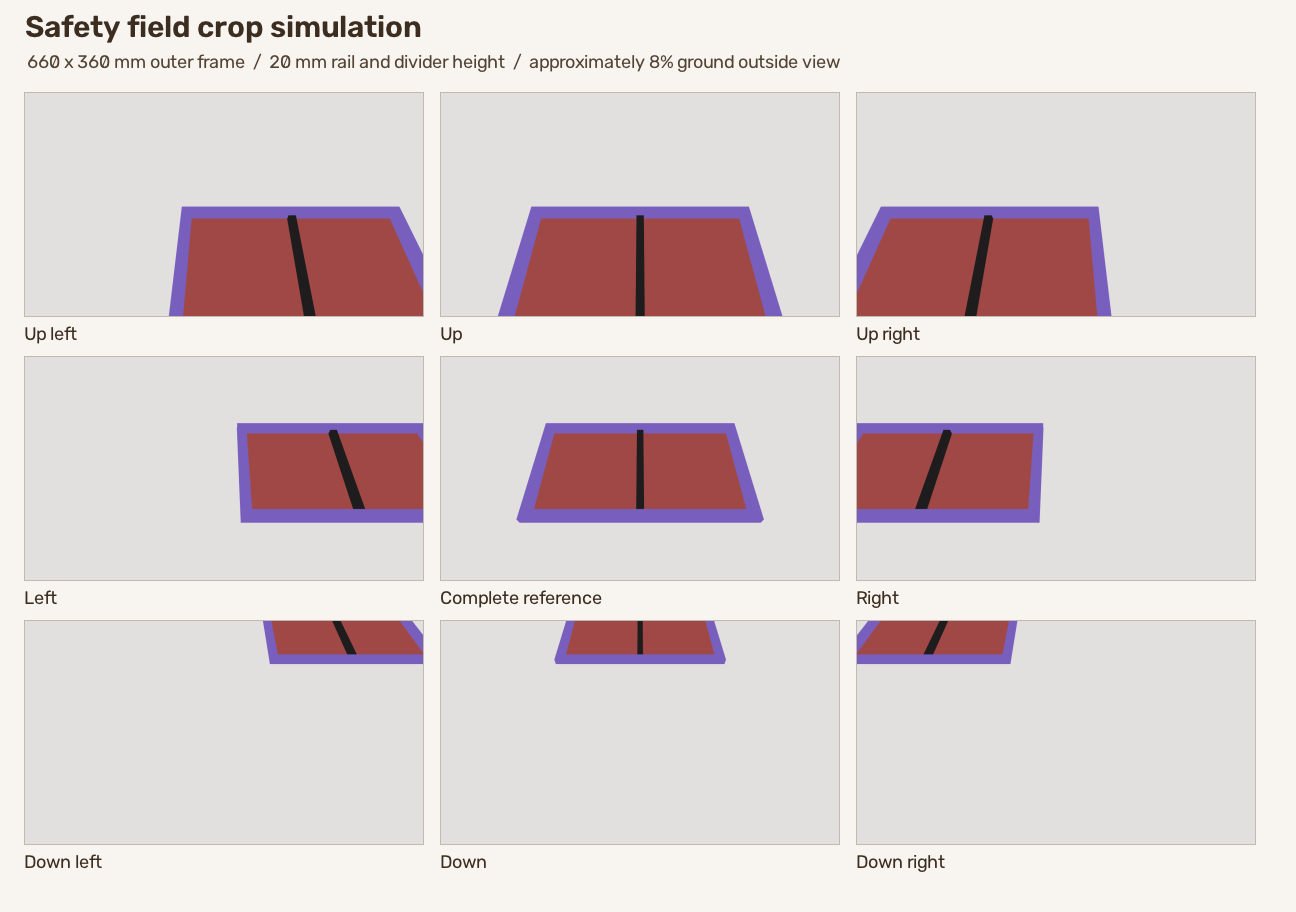 Safety field crop simulation
660 x 360 mm outer frame / 20 mm rail and divider height / approximately 8% ground outside view
Up left
Up
Up right
Left
Complete reference
Right
Down left
Down
Down right